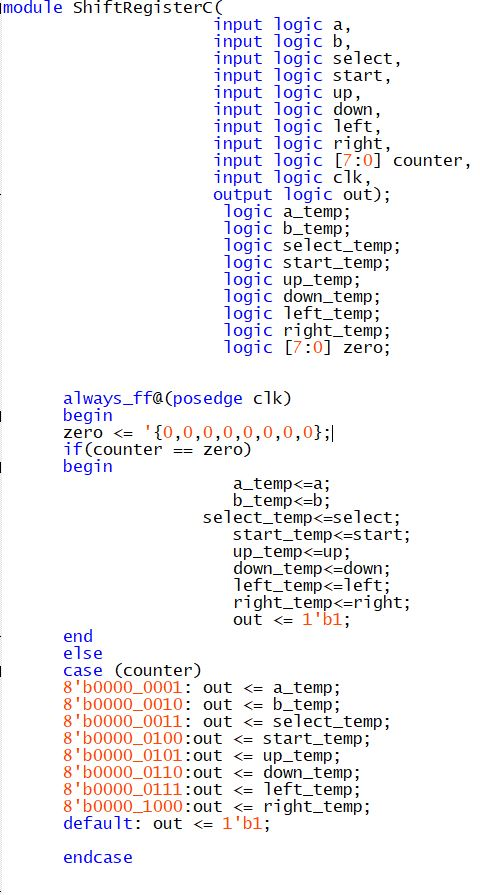 module ShiftRegisterC(
input logic a,
input logic b,
input logic select,
input logic start,
input logic up,
input logic down,
input logic left,
input logic right,
input logic [7:0] counter,
input logic clk,
output logic out);
logic a_temp;
logic b_temp;
logic select_temp;
logic start_temp;
logic up_temp;
logic down_temp;
logic left_temp;
logic right_temp;
logic [7:0] zero;
always_ff@(posedge clk)
begin
zero <= '{0,0,0,0,0,0,0,0};
if(counter == zero)
begin
a_temp<=a;
b_temp<=b;
select_temp<=select;
start_temp<=start;
up_temp<=up;
down_temp<=down;
left_temp<=left;
right_temp<=right;
out <= 1'b1;
end
else
case (counter)
8'b0000_0001: out <= a_temp;
8'b0000_0010: out <= b_temp;
8'b0000_0011: out <= select_temp;
8'b0000_0100:out <= start_temp;
8'b0000_0101:out <= up_temp;
8'b0000_0110:out <= down_temp;
8'b0000_0111:out <= left_temp;
8'b0000_1000:out <= right_temp;
default: out <= 1'b1;
endcase